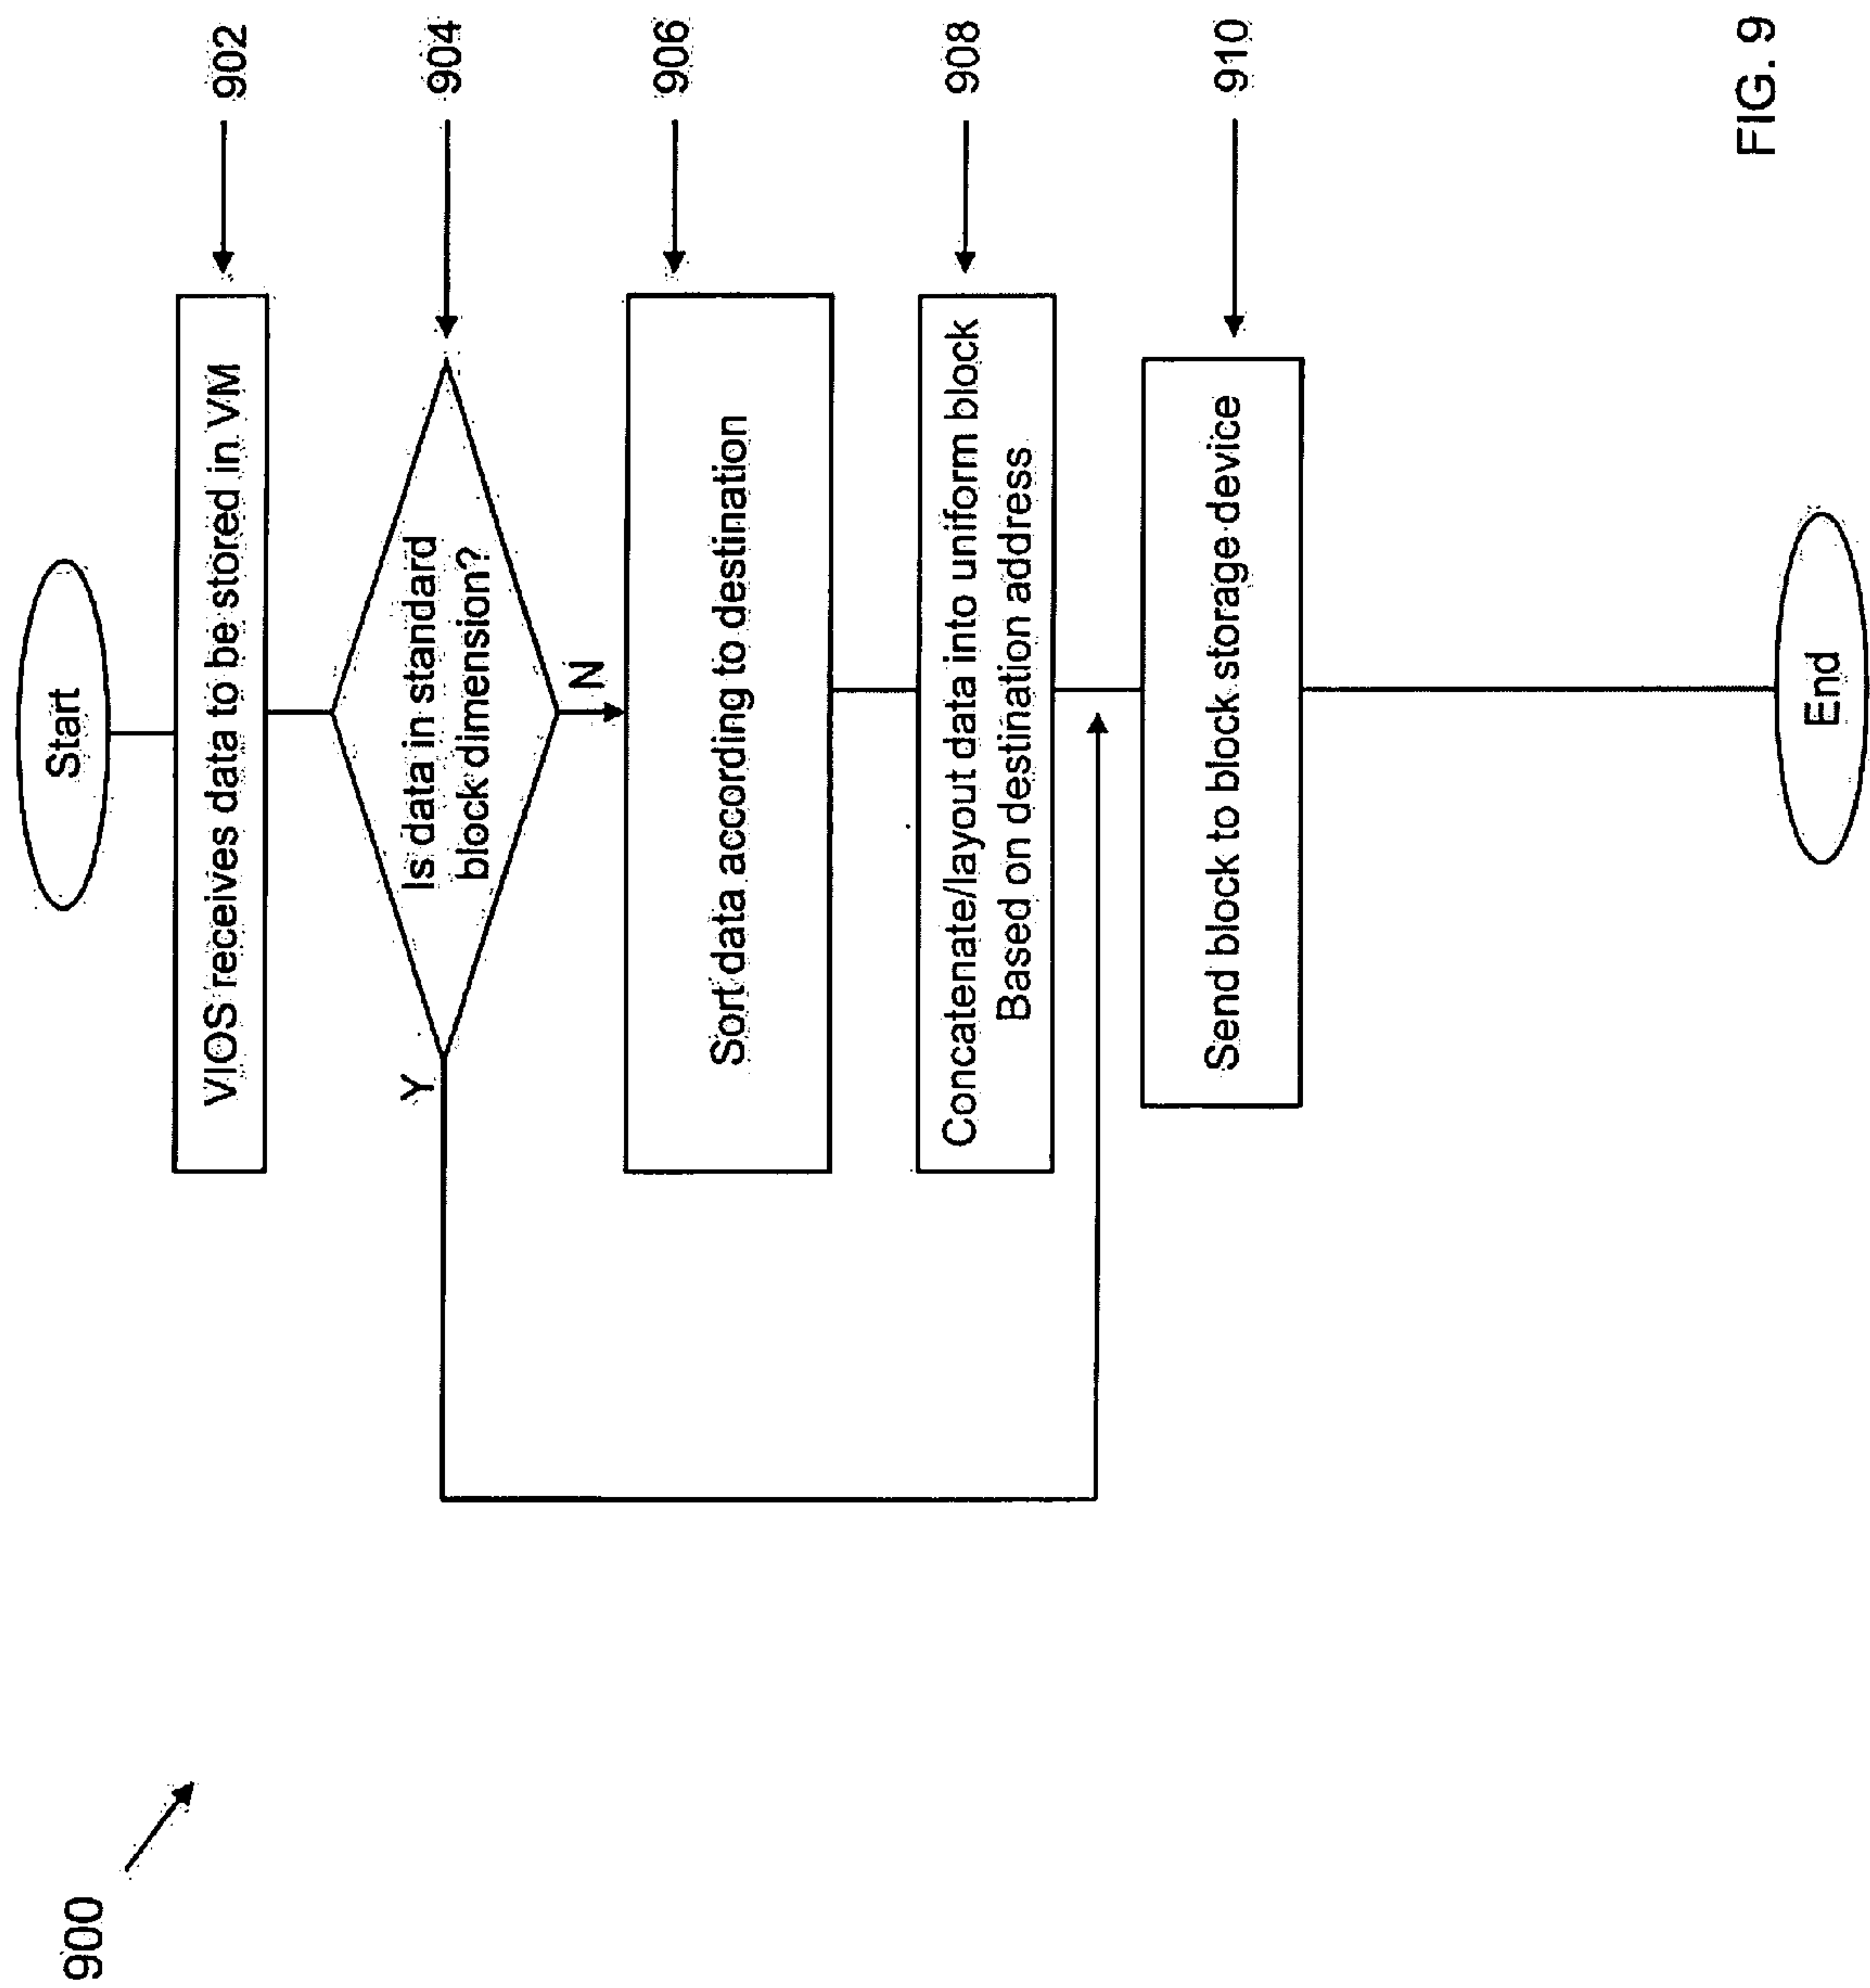 900
Start
VIOS receives data to be stored in VM
902
Is data in standard
block dimension?
904
Y
N
Sort data according to destination
906
Concatenate/layout data into uniform block
Based on destination address
908
Send block to block storage device
910
End
FIG. 9